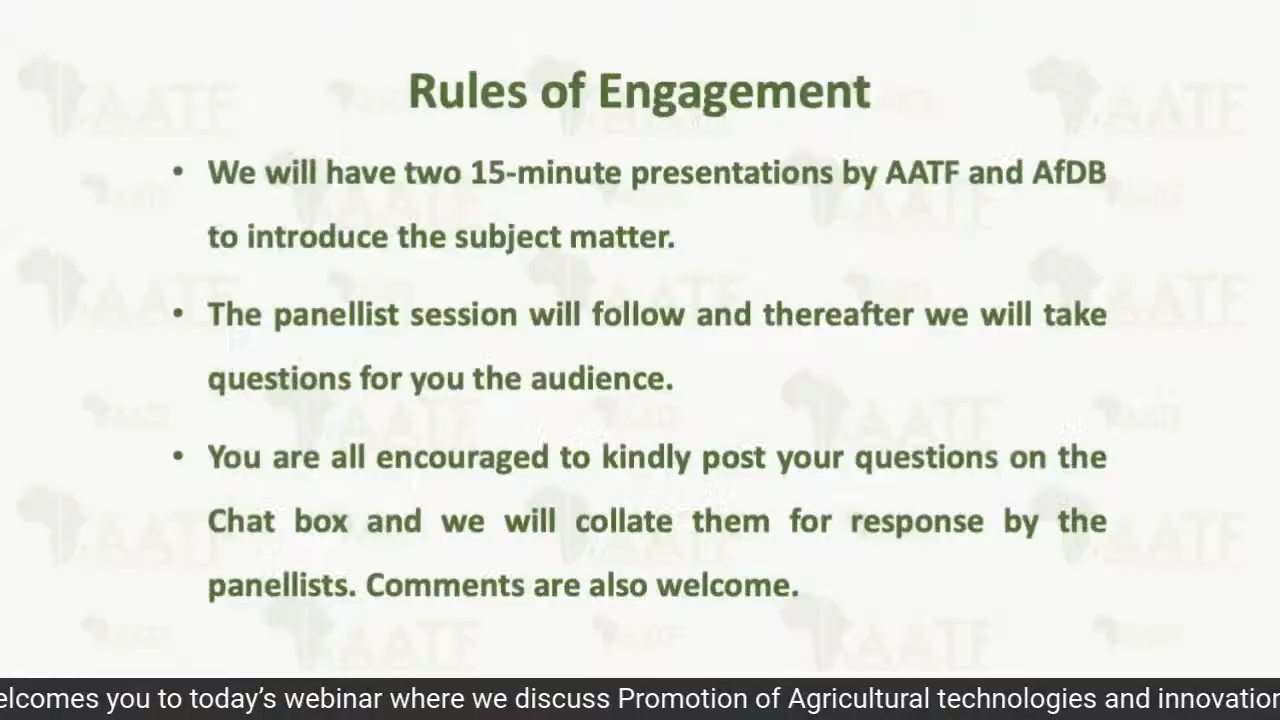 Rules of Engagement
• We will have two 15-minute presentations by AATF and AfDB
to introduce the subject matter.
• The panellist session will follow and thereafter we will take
questions for you the audience.
• You are all encouraged to kindly post your questions on the
Chat box and we will collate them for response by the
panellists. Comments are also welcome.
elcomes you to today’s webinar where we discuss Promotion of Agricultural technologies and innovation